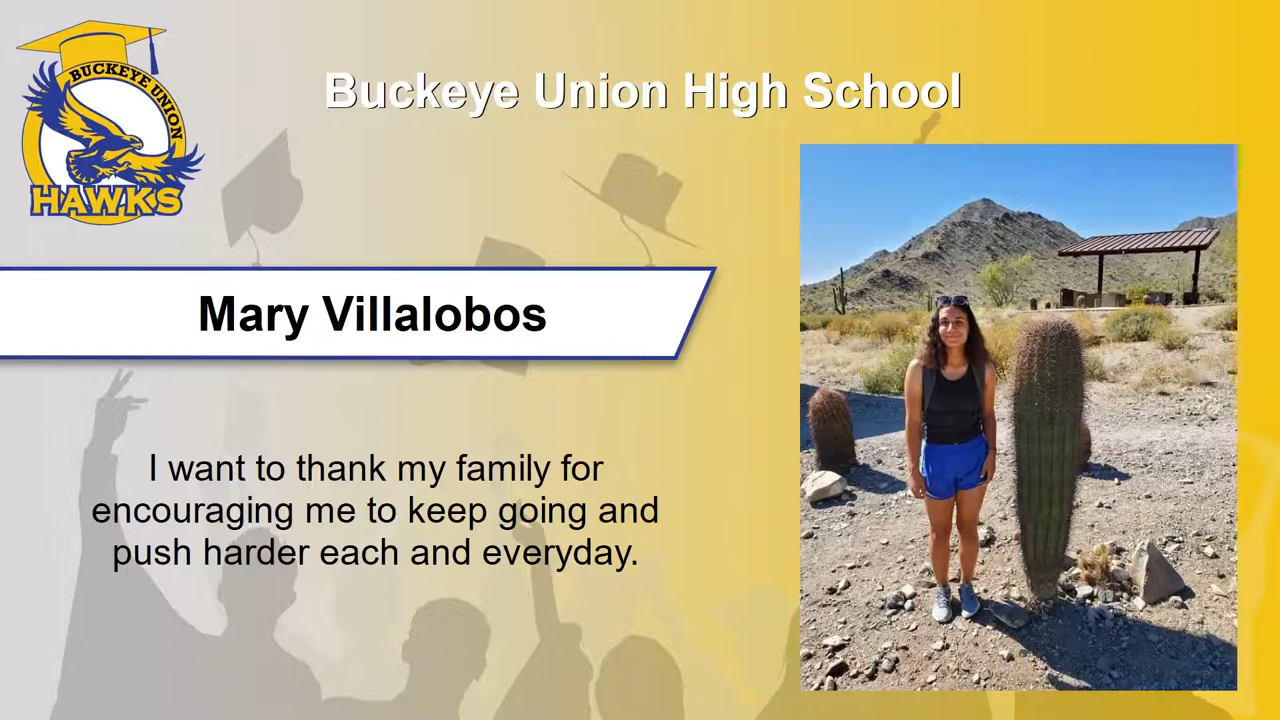 BUCKEYE UNION
HAWKS
Buckeye Union High School
Mary Villalobos
I want to thank my family for
encouraging me to keep going and
push harder each and everyday.